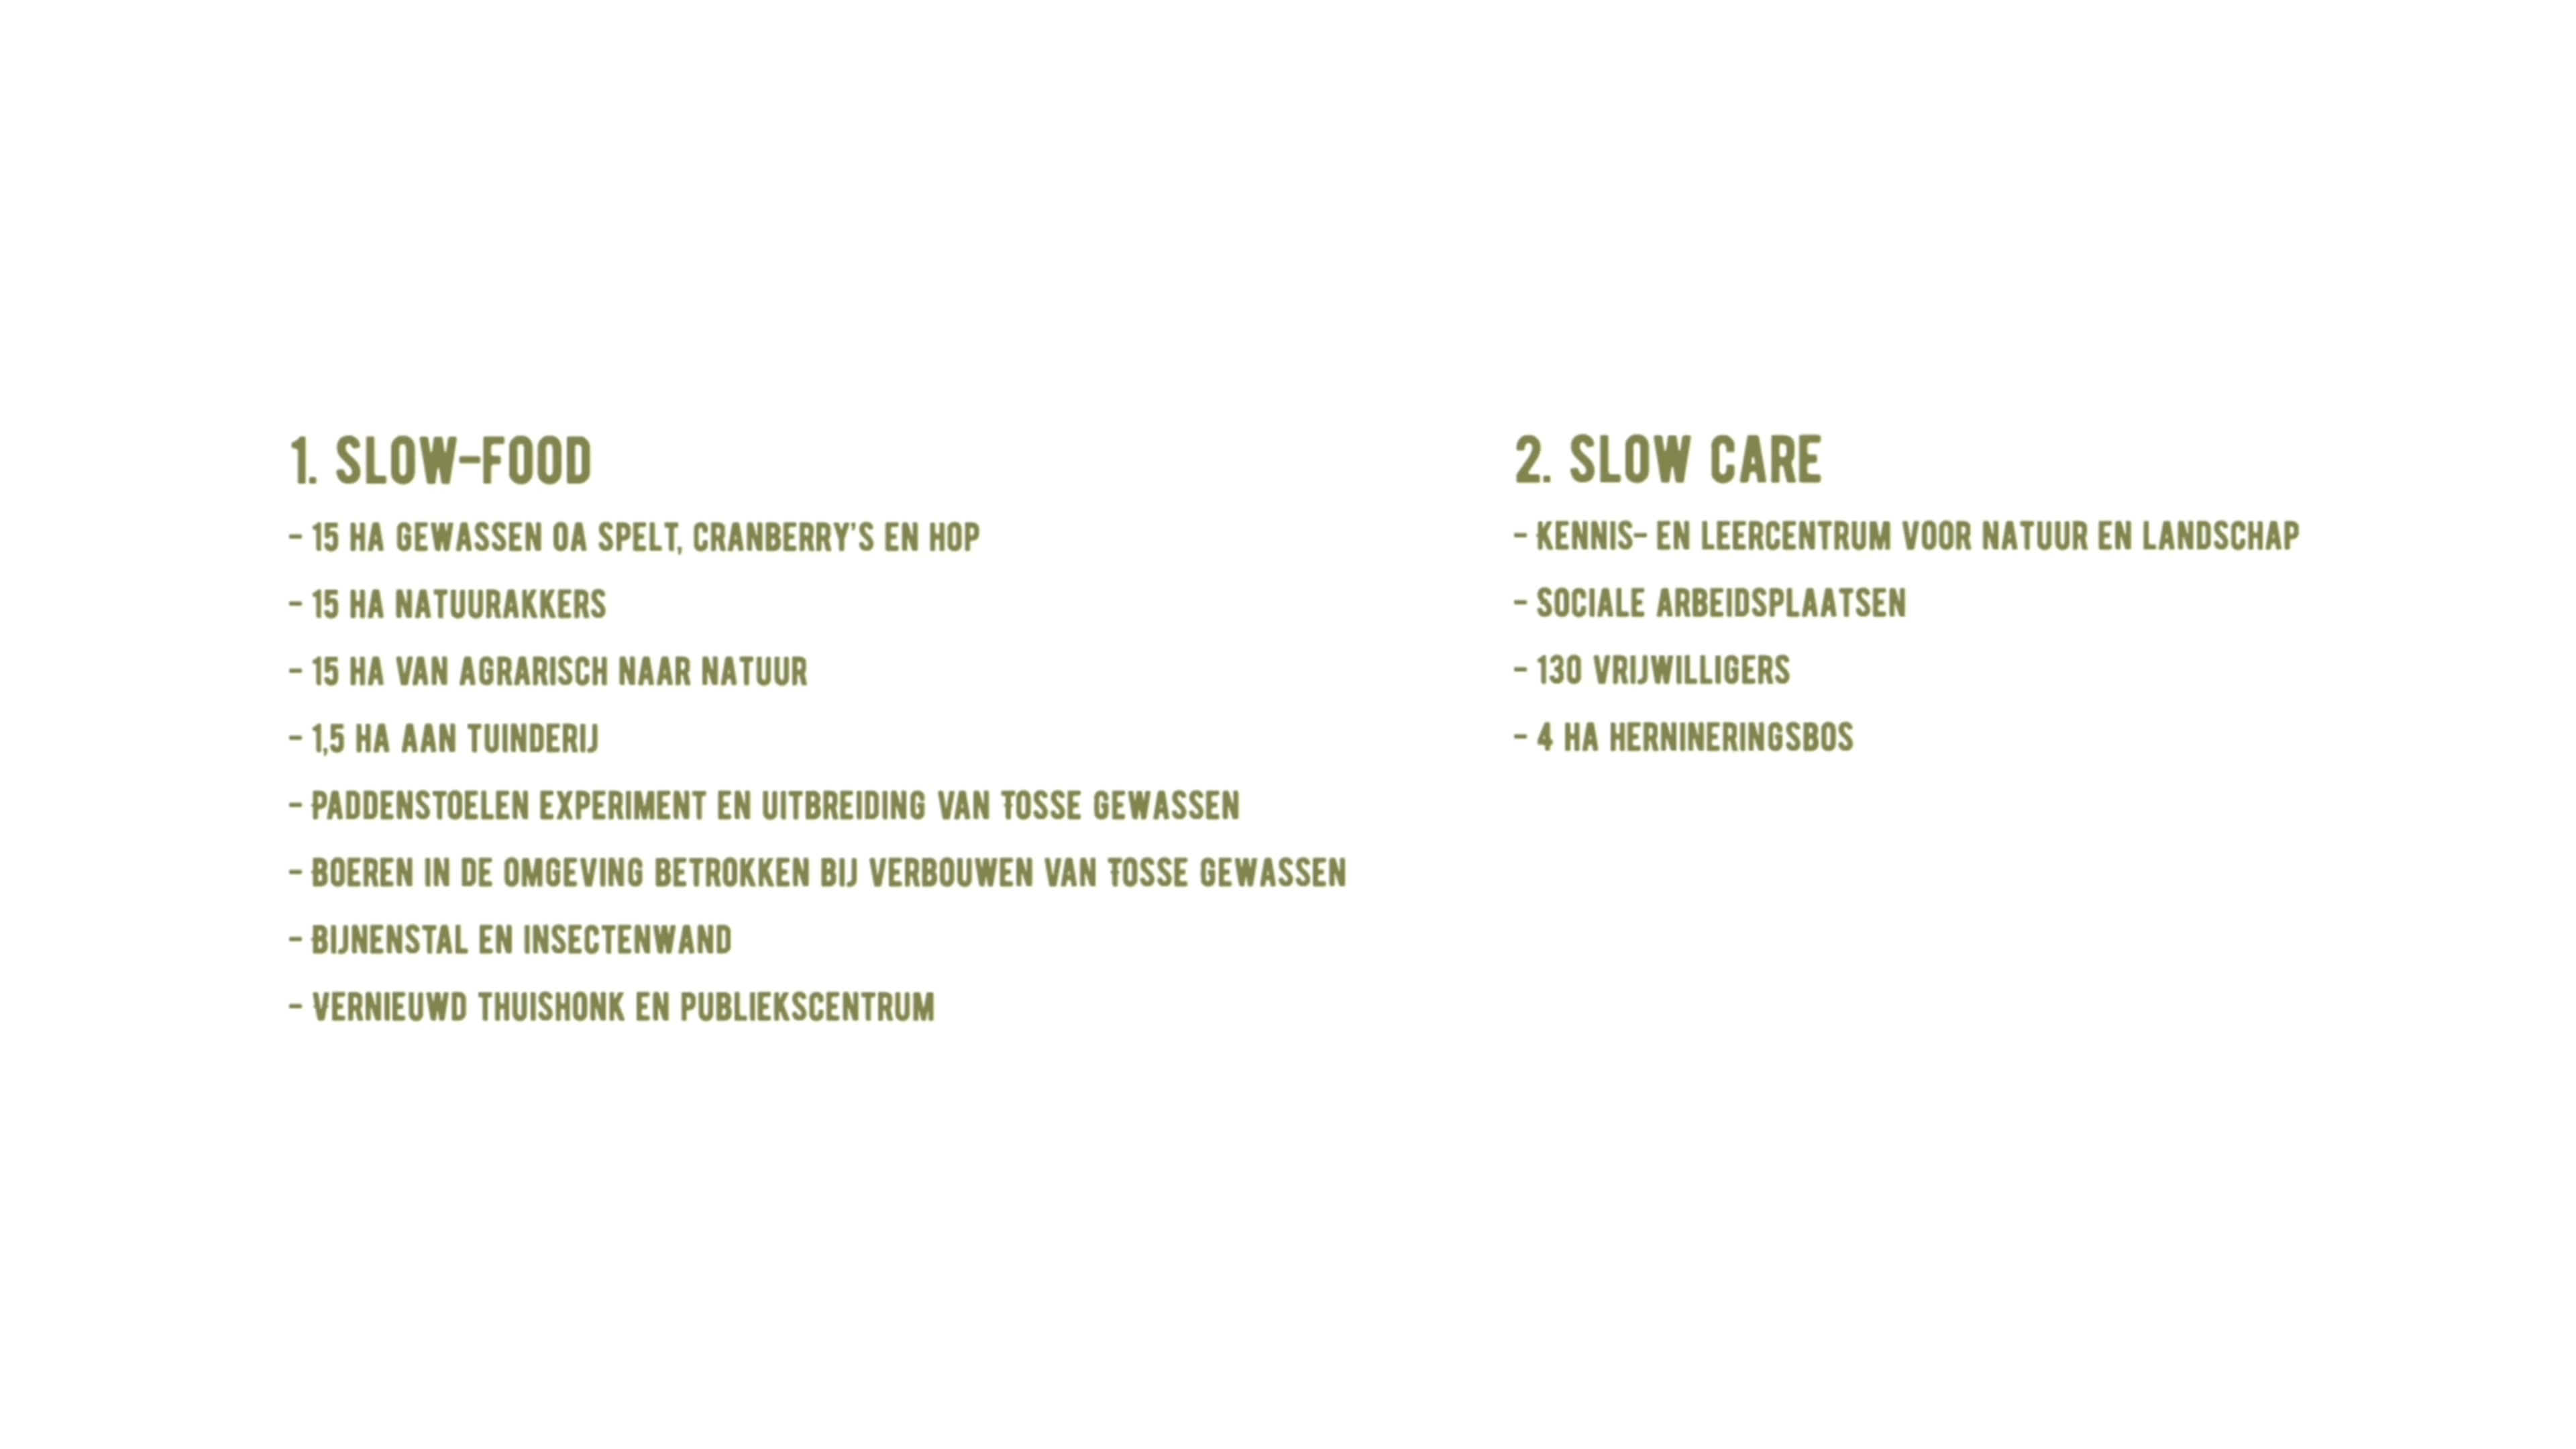 1. SLOW-FOOD
- 15 HA GEWASSEN OA SPELT, CRANBERRY'S EN HOP
- 15 HA NATUURAKKERS
- 15 HA VAN AGRARISCH NAAR NATUUR
- 1,5 HA AAN TUINDERIJ
- PADDENSTOELEN EXPERIMENT EN UITBREIDING VAN TOSSE GEWASSEN
- BOEREN IN DE OMGEVING BETROKKEN BIJ VERBOUWEN VAN TOSSE GEWASSEN
- BIJNENSTAL EN INSECTENWAND
- VERNIEUWD THUISHONK EN PUBLIEKSCENTRUM
2. SLOW CARE
- KENNIS- EN LEERCENTRUM VOOR NATUUR EN LANDSCHAP
- SOCIALE ARBEIDSPLAATSEN
- 130 VRIJWILLIGERS
- 4 HA HERNINERINGSBOS